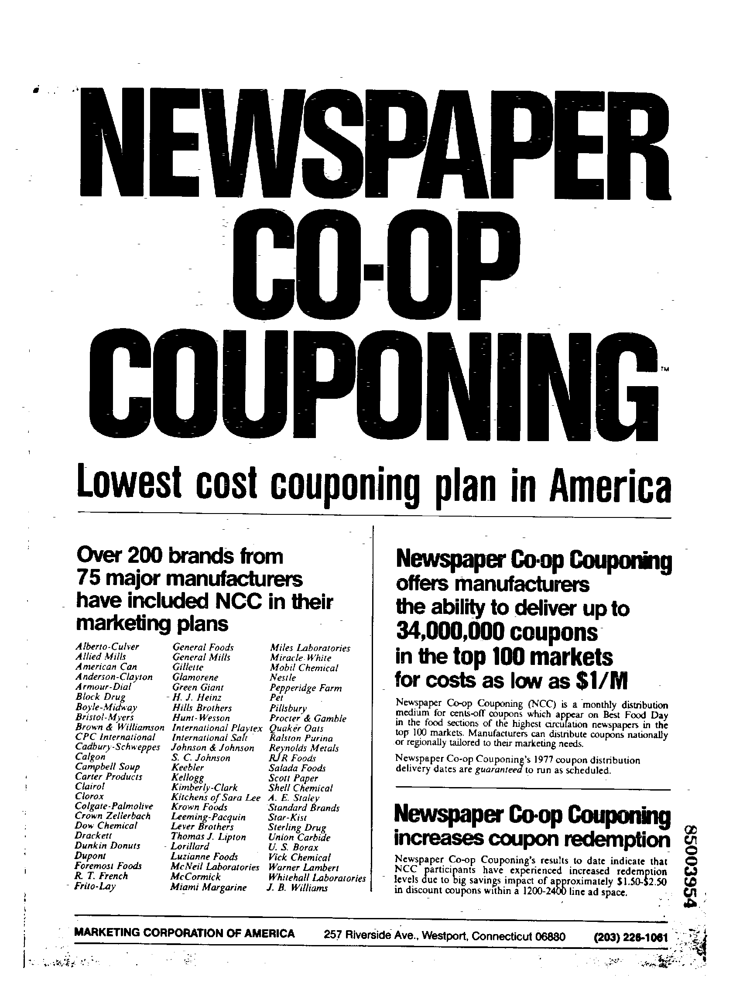 NEWSPAPER
CO-OP
COUPONING™
Lowest cost couponing plan in America
Over 200 brands from
75 major manufacturers
have included NCC in their
marketing plans
Alberto-Culver
Allied Mills
American Can
Anderson-Clayton
Armour-Dial
Block Drug
Boyle-Midway
Bristol-Myers
Brown & Williamson
CPC International
Cadbury-Schweppes
Calgon
Campbell Soup
Carter Products
Clairol
Clorox
Colgate-Palmolive
Crown Zellerbach
Dow Chemical
Drackett
Dunkin Donuts
Dupont
Foremost Foods
R. T. French
Frito-Lay
General Foods
General Mills
Gillette
Glamorene
Green Giant
H. J. Heinz
Hills Brothers
Hunt-Wesson
International Playtex
International Salt
Johnson & Johnson
S. C. Johnson
Keebler
Kellogg
Kimberly-Clark
Kitchens of Sara Lee
Krown Foods
Leeming-Pacquin
Lever Brothers
Thomas J. Lipton
Lorillard
Luzianne Foods
McNeil Laboratories
McCormick
Miami Margarine
Miles Laboratories
Miracle White
Mobil Chemical
Nestle
Pepperidge Farm
Pet
Pillsbury
Procter & Gamble
Quaker Oats
Ralston Purina
Reynolds Metals
RJR Foods
Salada Foods
Scott Paper
Shell Chemical
A. E. Staley
Standard Brands
Star-Kist
Sterling Drug
Union Carbide
U. S. Borax
Vick Chemical
Warner Lambert
Whitehall Laboratories
J. B. Williams
Newspaper Co-op Couponing
offers manufacturers
the ability to deliver up to
34,000,000 coupons
in the top 100 markets
for costs as low as $1/M
Newspaper Co-op Couponing (NCC) is a monthly distribution
medium for cents-off coupons which appear on Best Food Day
in the food sections of the highest circulation newspapers in the
top 100 markets. Manufacturers can distribute coupons nationally
or regionally tailored to their marketing needs.
Newspaper Co-op Couponing's 1977 coupon distribution
delivery dates are guaranteed to run as scheduled.
Newspaper Co-op Couponing
increases coupon redemption
Newspaper Co-op Couponing's results to date indicate that
NCC participants have experienced increased redemption
levels due to big savings impact of approximately $1.50-$2.50
in discount coupons within a 1200-2400 line ad space.
85003954
MARKETING CORPORATION OF AMERICA 257 Riverside Ave., Westport, Connecticut 06880 (203) 226-1061